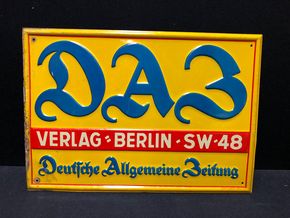 DAZ
VERLAG · BERLIN · SW·48
Deutsche Allgemeine Zeitung